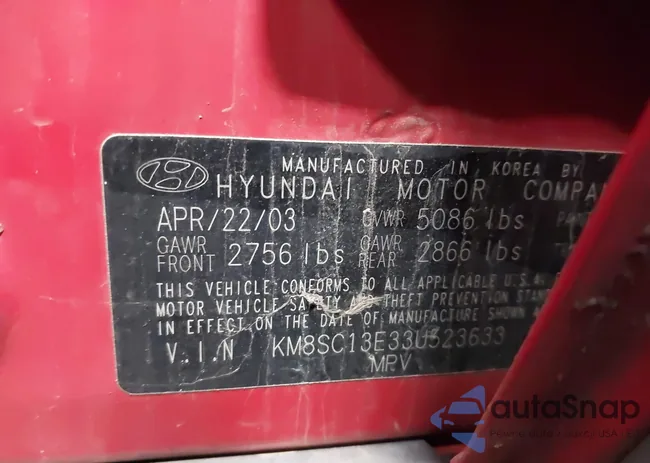 MANUFACTURED IN KOREA BY
HYUNDAI MOTOR COMPA
APR/22/03 GVWR 5086 lbs
GAWR FRONT 2756 lbs GAWR REAR 2866 lbs
THIS VEHICLE CONFORMS TO ALL APPLICABLE U.S.A.
MOTOR VEHICLE SAFETY AND THEFT PREVENTION STAN
IN EFFECT ON THE DATE OF MANUFACTURE
V.I.N KM8SC13E33U523633
MPV
autoSnap